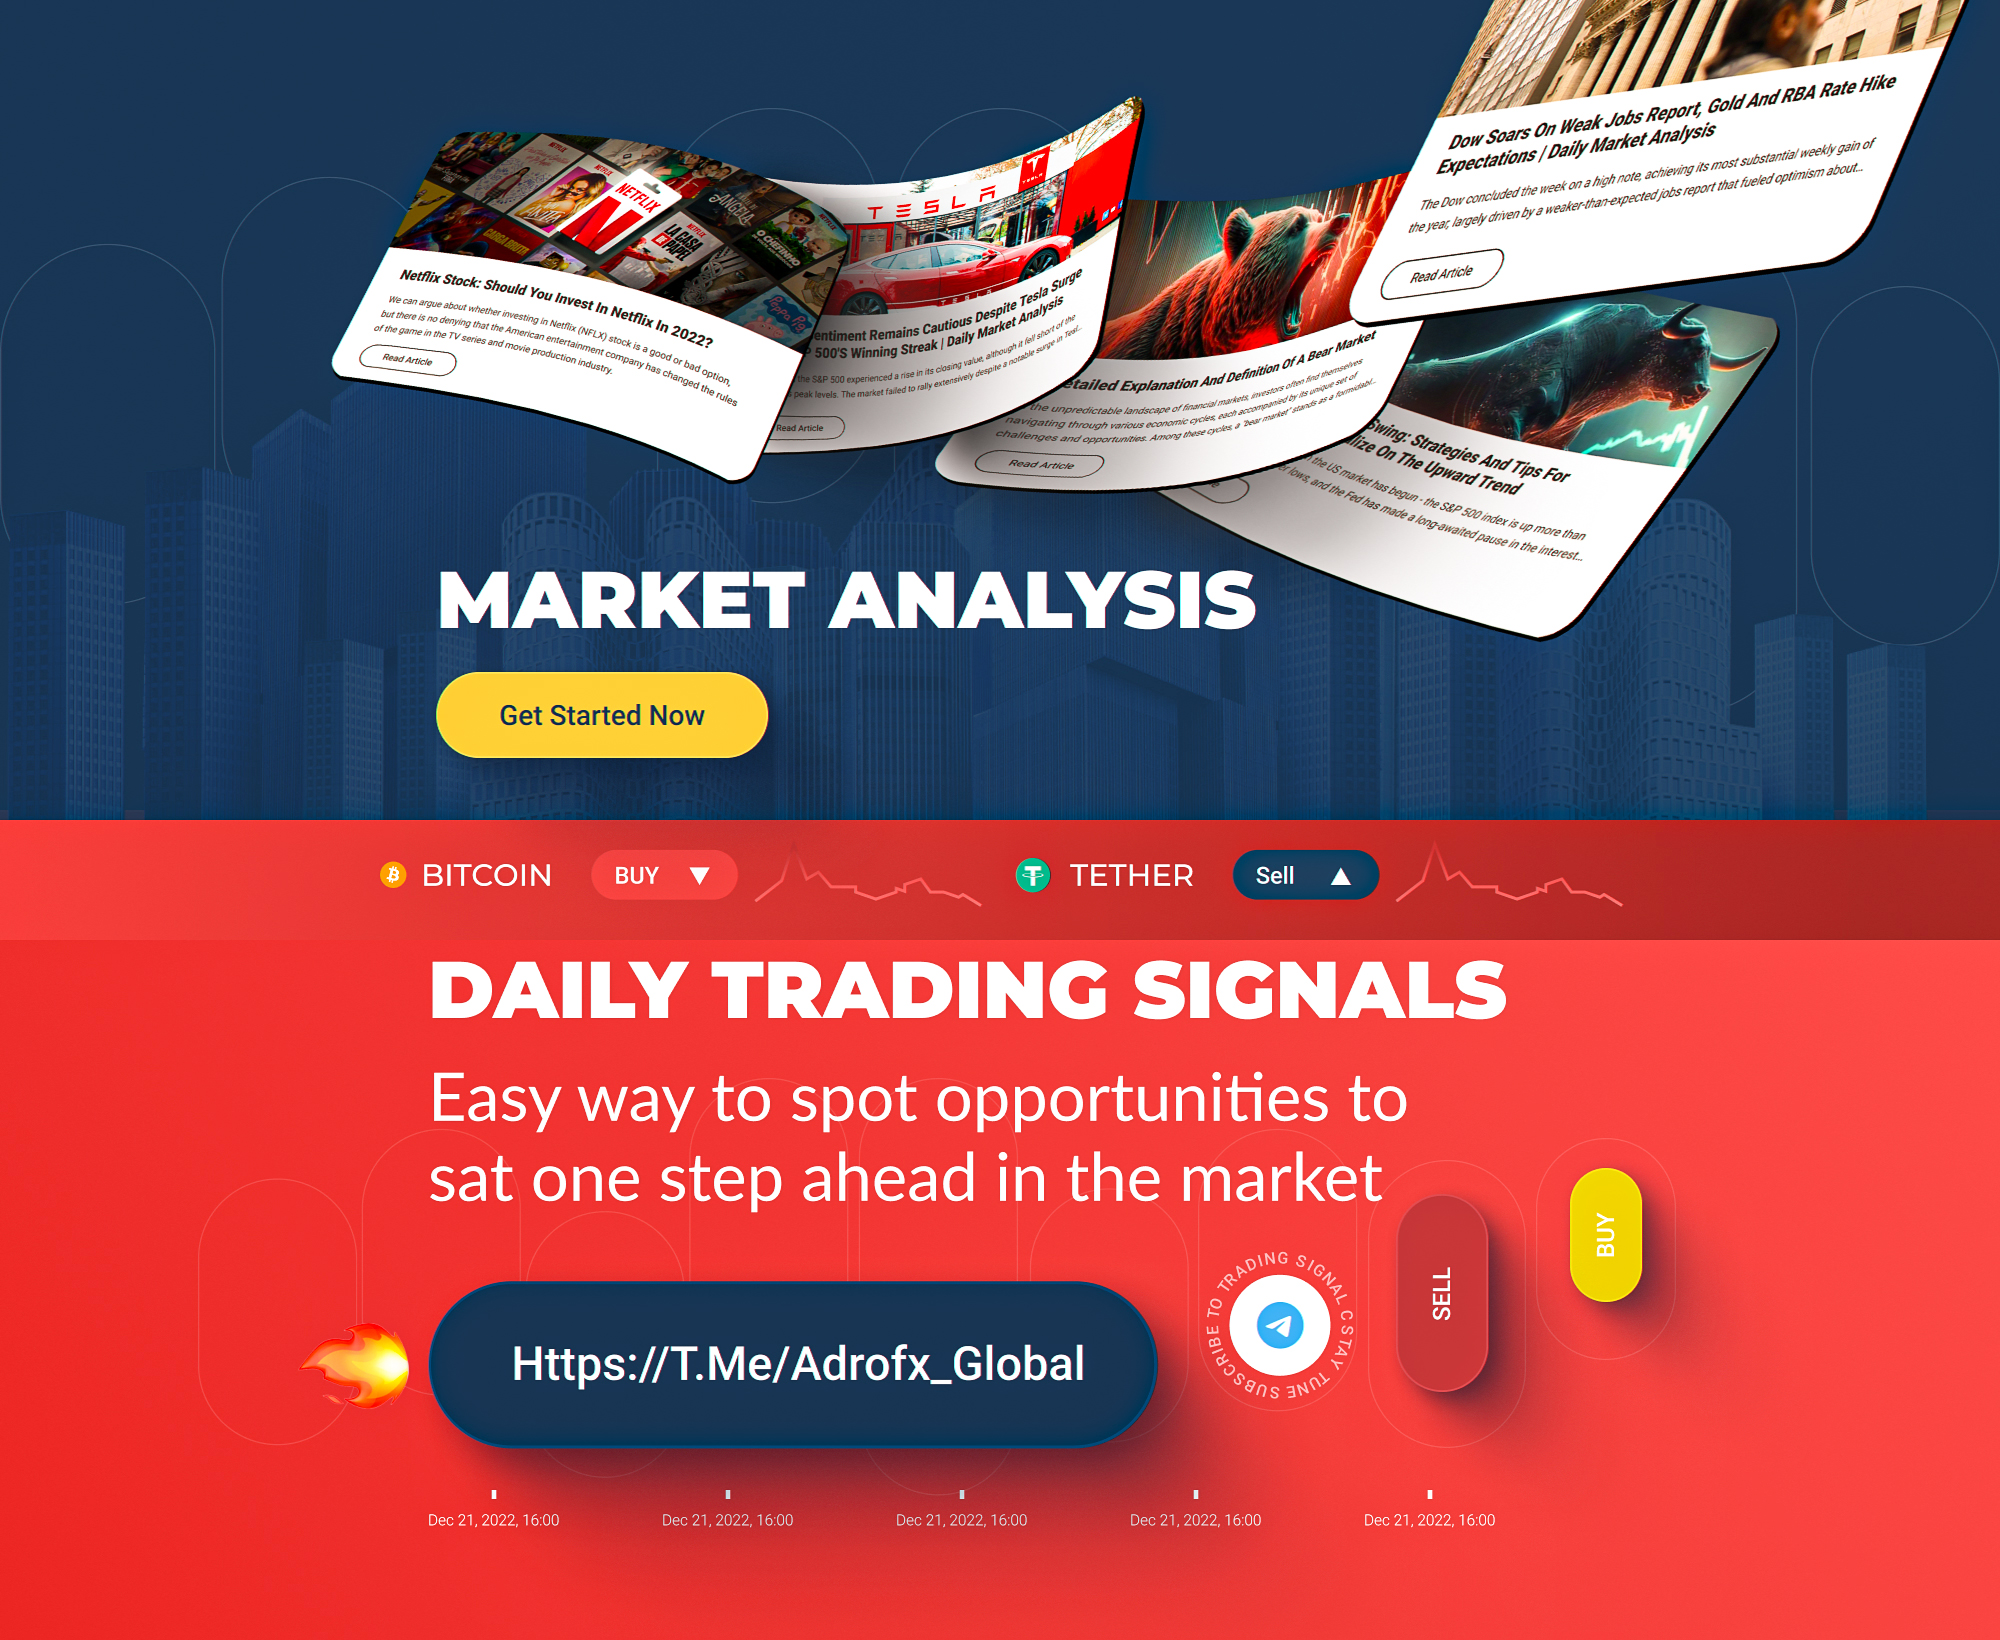 Dow Soars On Weak Jobs Report, Gold And RBA Rate Hike
Expectations | Daily Market Analysis
The Dow concluded the week on a high note, achieving its most substantial weekly gain of
the year, largely driven by a weaker-than-expected jobs report that fueled optimism about...
Read Article
NETFLIX
Netflix Stock: Should You Invest In Netflix In 2022?
We can argue about whether investing in Netflix (NFLX) stock is a good or bad option,
but there is no denying that the American entertainment company has changed the rules
of the game in the TV series and movie production industry.
Read Article
TESLA
entiment Remains Cautious Despite Tesla Surge
P 500'S Winning Streak | Daily Market Analysis
the S&P 500 experienced a rise in its closing value, although it fell short of the
peak levels. The market failed to rally extensively despite a notable surge in Tesl...
Read Article
etailed Explanation And Definition Of A Bear Market
the unpredictable landscape of financial markets, investors often find themselves
navigating through various economic cycles, each accompanied by its unique set of
challenges and opportunities. Among these cycles, a "bear market" stands as a formidabl...
Read Article
Swing: Strategies And Tips For
lize On The Upward Trend
the US market has begun - the S&P 500 index is up more than
er lows, and the Fed has made a long-awaited pause in the interest...
MARKET ANALYSIS
Get Started Now
BITCOIN BUY ▼ TETHER Sell ▲
DAILY TRADING SIGNALS
Easy way to spot opportunities to
sat one step ahead in the market
BUY
SELL
SUBSCRIBE TO TRADING SIGNAL C STAY TUNE
Https://T.Me/Adrofx_Global
Dec 21, 2022, 16:00 Dec 21, 2022, 16:00 Dec 21, 2022, 16:00 Dec 21, 2022, 16:00 Dec 21, 2022, 16:00